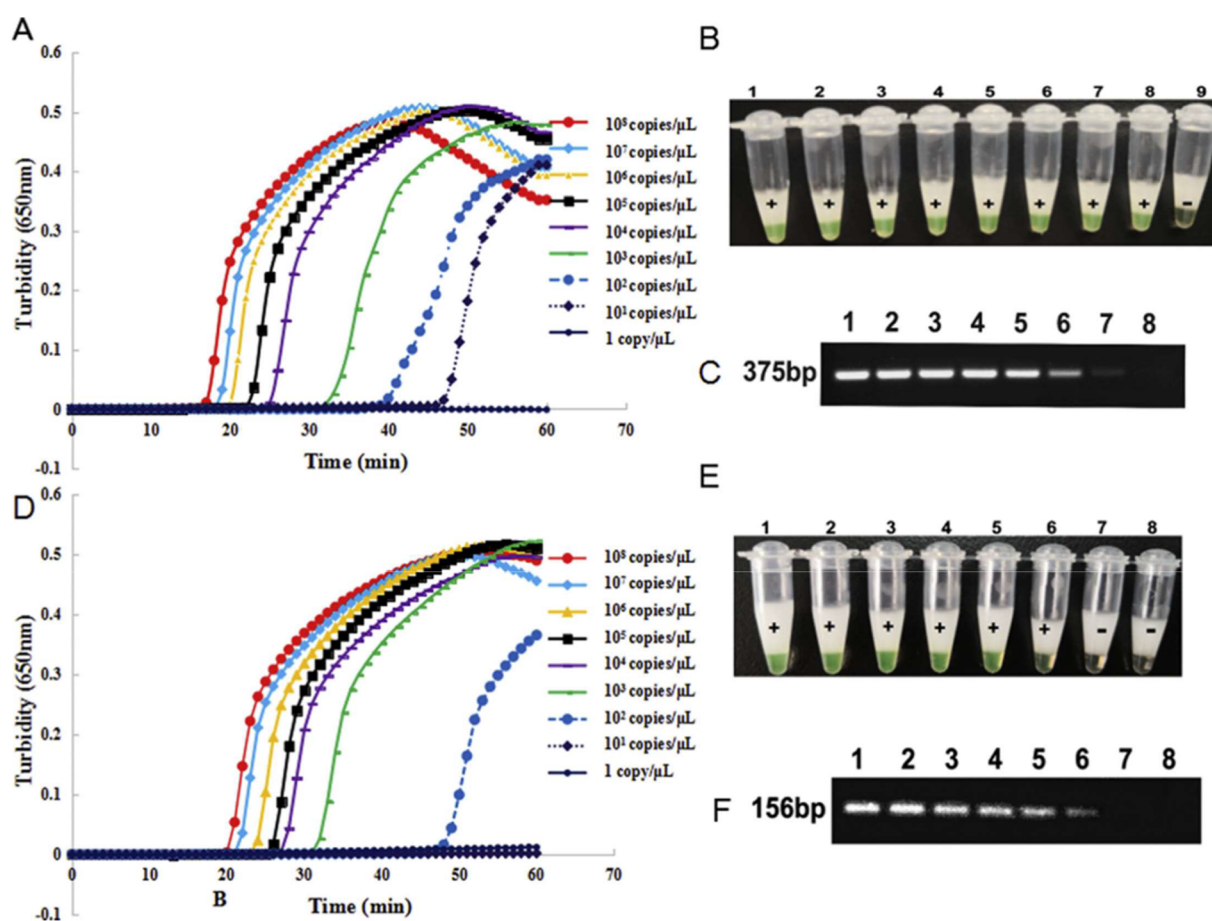 A
Turbidity (650nm)
0.6
0.5
0.4
0.3
0.2
0.1
0
-0.1
0 10 20 30 40 50 60 70
Time (min)
10⁸ copies/µL
10⁷ copies/µL
10⁶ copies/µL
10⁵ copies/µL
10⁴ copies/µL
10³ copies/µL
10² copies/µL
10¹ copies/µL
1 copy/µL
B
1 2 3 4 5 6 7 8 9
+ + + + + + + + -
C 375bp
1 2 3 4 5 6 7 8
D
Turbidity (650nm)
0.6
0.5
0.4
0.3
0.2
0.1
0
-0.1
0 10 20 30 40 50 60 70
B Time (min)
10⁸ copies/µL
10⁷ copies/µL
10⁶ copies/µL
10⁵ copies/µL
10⁴ copies/µL
10³ copies/µL
10² copies/µL
10¹ copies/µL
1 copy/µL
E
1 2 3 4 5 6 7 8
+ + + + + + - -
F 156bp
1 2 3 4 5 6 7 8